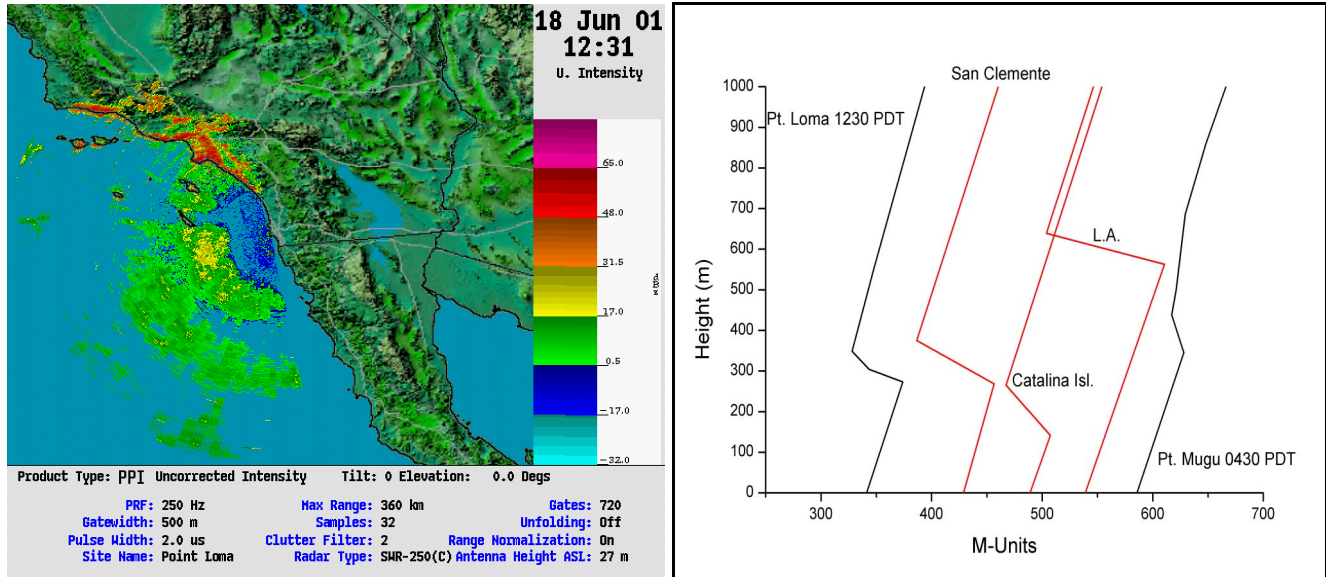 18 Jun 01
12:31
U. Intensity
65.0
48.0
31.5
17.0
0.5
-17.0
-32.0
Product Type: PPI Uncorrected Intensity Tilt: 0 Elevation: 0.0 Degs
PRF: 250 Hz Max Range: 360 km Gates: 720
Gatewidth: 500 m Samples: 32 Unfolding: Off
Pulse Width: 2.0 us Clutter Filter: 2 Range Normalization: On
Site Name: Point Loma Radar Type: SWR-250(C) Antenna Height ASL: 27 m
San Clemente
Pt. Loma 1230 PDT
L.A.
Catalina Isl.
Pt. Mugu 0430 PDT
1000
900
800
700
600
500
400
300
200
100
0
Height (m)
300 400 500 600 700
M-Units